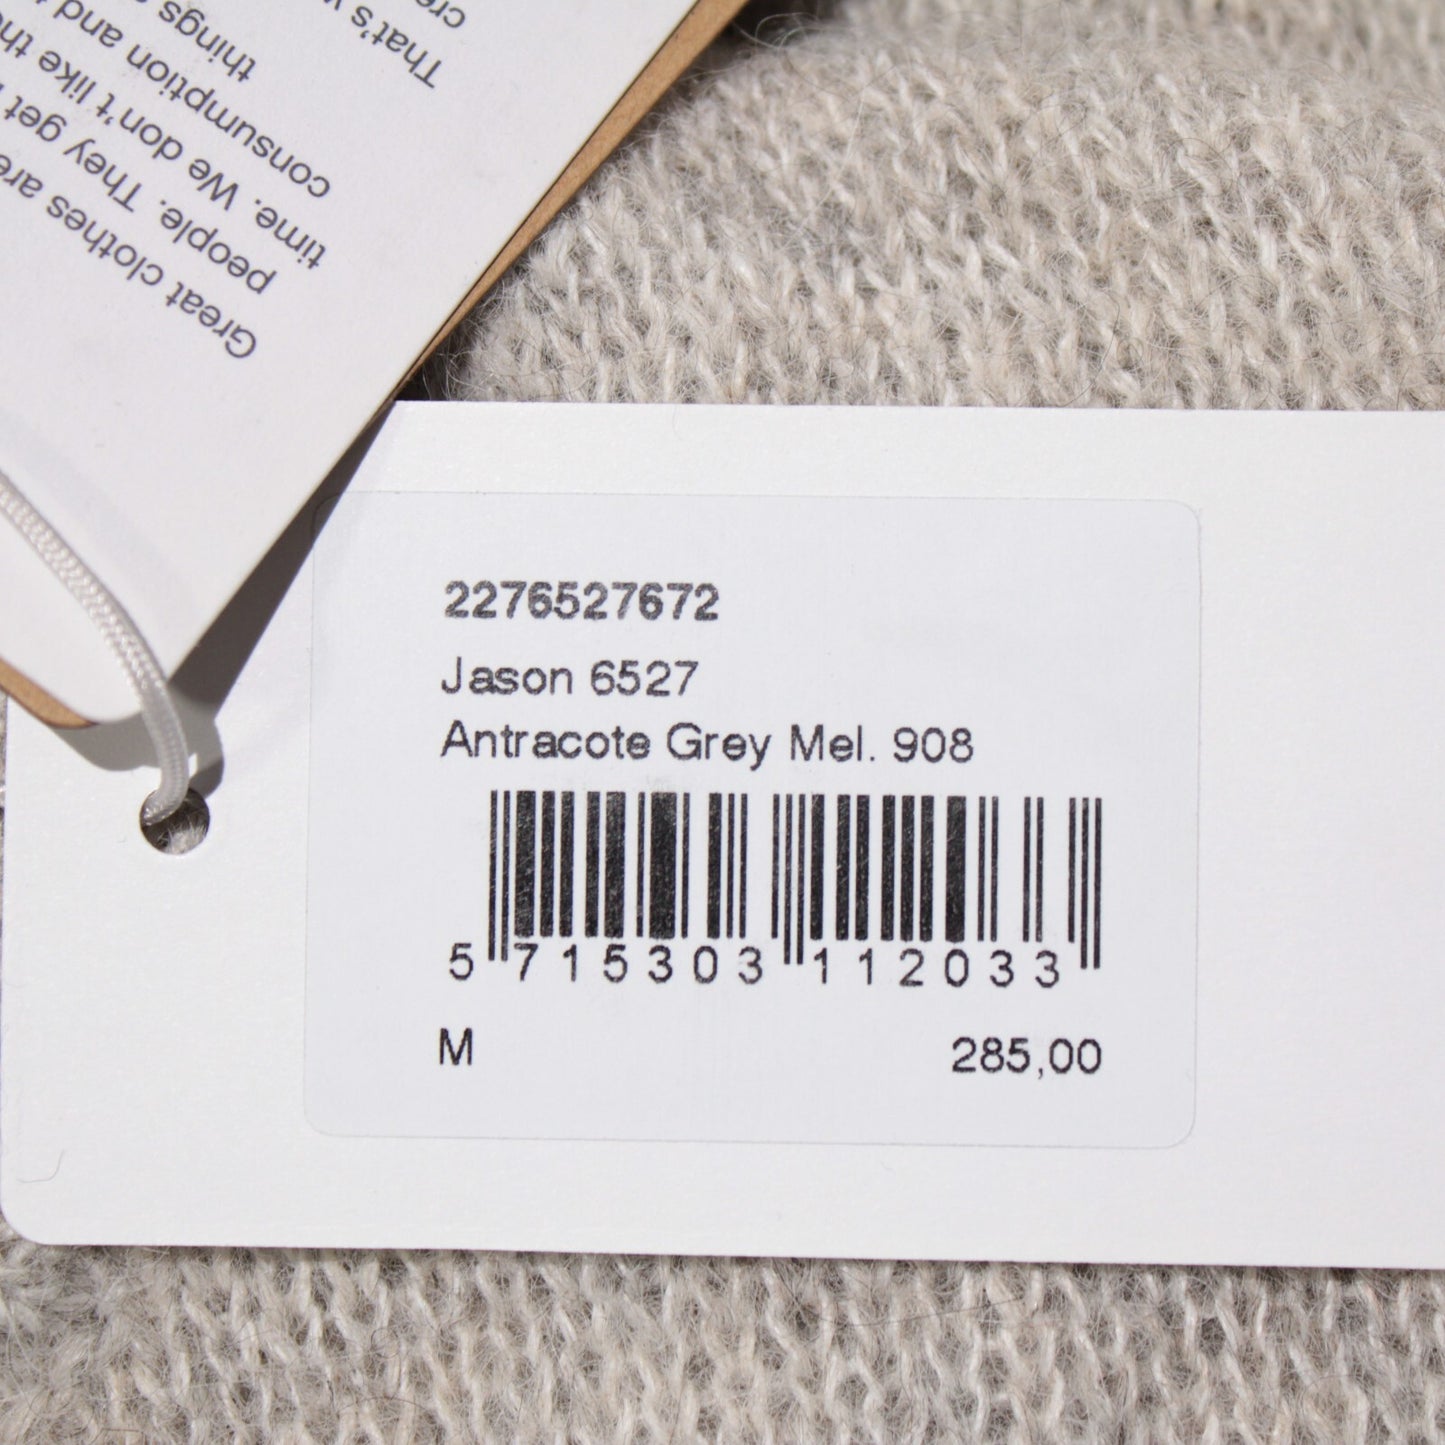 Great clothes are
people. They get
time. We don't like th
consumption and
things
That's
cre
2276527672
Jason 6527
Antracote Grey Mel. 908
5 715303 112033
M 285,00